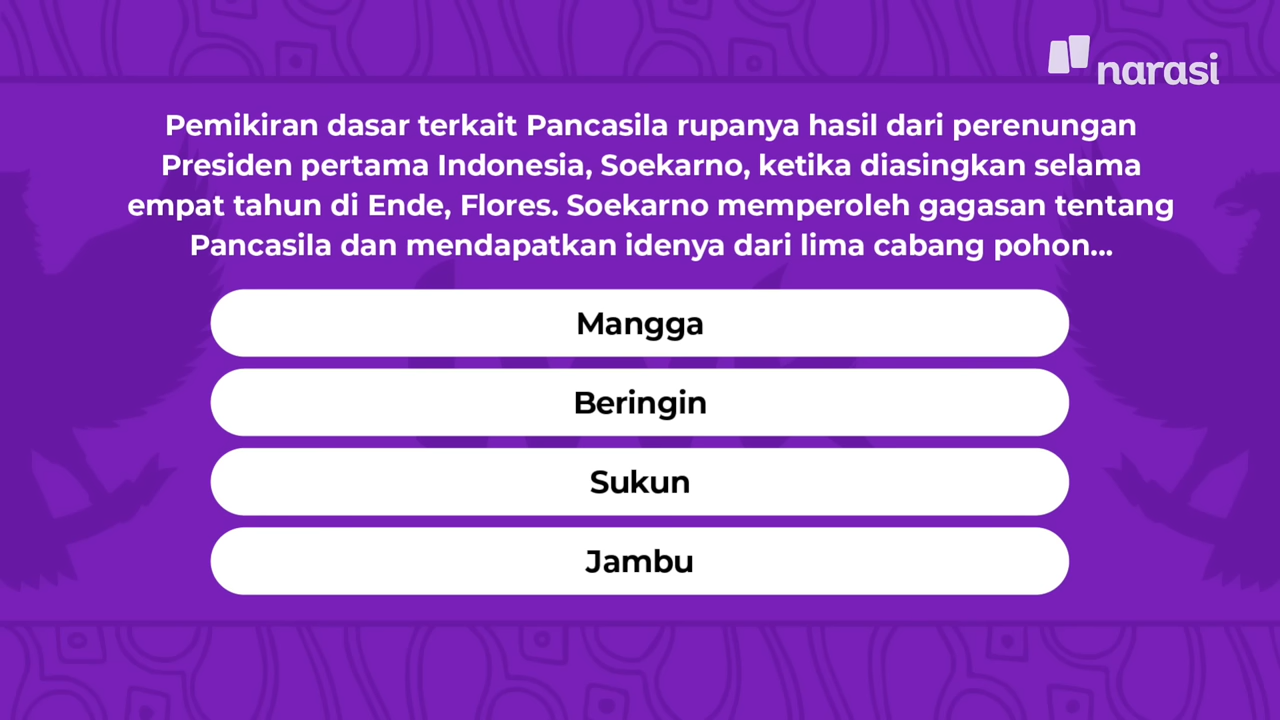 narasi
Pemikiran dasar terkait Pancasila rupanya hasil dari perenungan
Presiden pertama Indonesia, Soekarno, ketika diasingkan selama
empat tahun di Ende, Flores. Soekarno memperoleh gagasan tentang
Pancasila dan mendapatkan idenya dari lima cabang pohon...
Mangga
Beringin
Sukun
Jambu